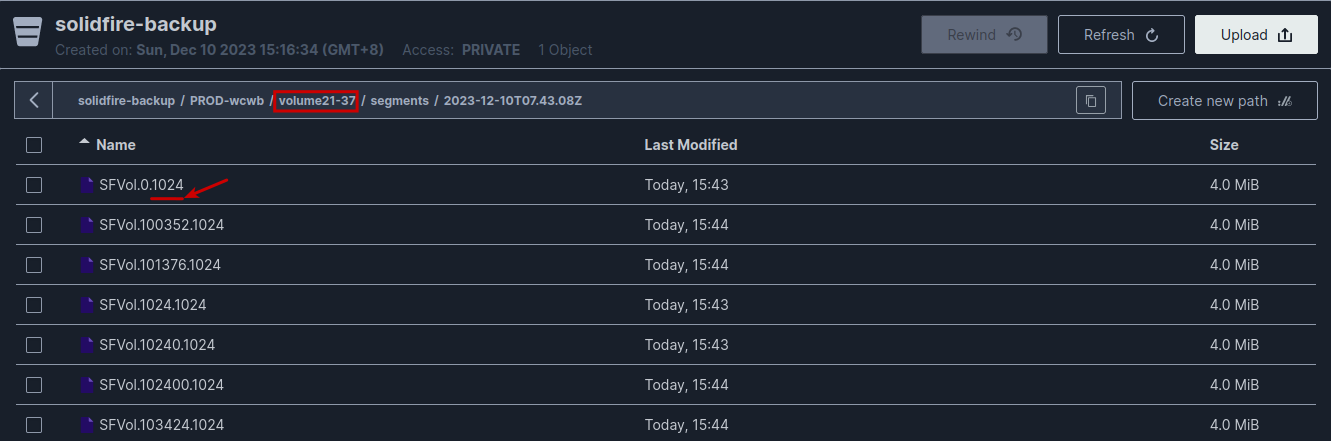 solidfire-backup
Created on: Sun, Dec 10 2023 15:16:34 (GMT+8) Access: PRIVATE 1 Object
Rewind Refresh Upload
solidfire-backup / PROD-wcwb / volume21-37 / segments / 2023-12-10T07.43.08Z
Create new path
Name Last Modified Size
SFVol.0.1024 Today, 15:43 4.0 MiB
SFVol.100352.1024 Today, 15:44 4.0 MiB
SFVol.101376.1024 Today, 15:44 4.0 MiB
SFVol.1024.1024 Today, 15:43 4.0 MiB
SFVol.10240.1024 Today, 15:43 4.0 MiB
SFVol.102400.1024 Today, 15:44 4.0 MiB
SFVol.103424.1024 Today, 15:44 4.0 MiB